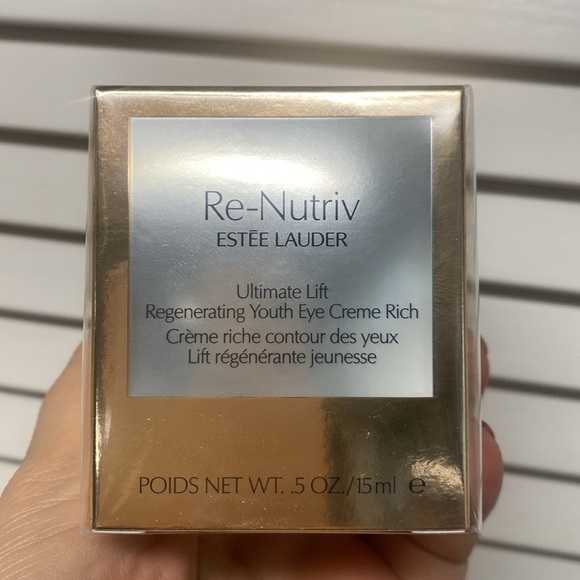 Re-Nutriv
ESTĒE LAUDER
Ultimate Lift
Regenerating Youth Eye Creme Rich
Crème riche contour des yeux
Lift régénérante jeunesse
POIDS NET WT. .5 OZ./15ml ℮